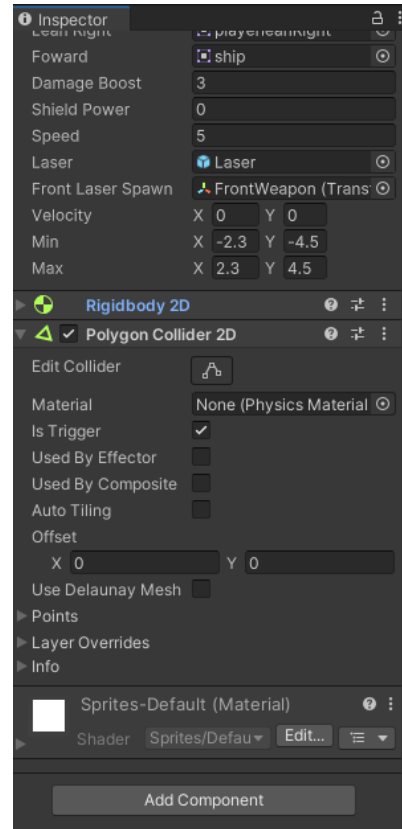 Inspector
Lean Right playerleanRight
Foward ship
Damage Boost 3
Shield Power 0
Speed 5
Laser Laser
Front Laser Spawn FrontWeapon (Trans
Velocity X 0 Y 0
Min X -2.3 Y -4.5
Max X 2.3 Y 4.5
Rigidbody 2D
Polygon Collider 2D
Edit Collider
Material None (Physics Material
Is Trigger
Used By Effector
Used By Composite
Auto Tiling
Offset
X 0 Y 0
Use Delaunay Mesh
Points
Layer Overrides
Info
Sprites-Default (Material)
Shader Sprites/Defau Edit...
Add Component